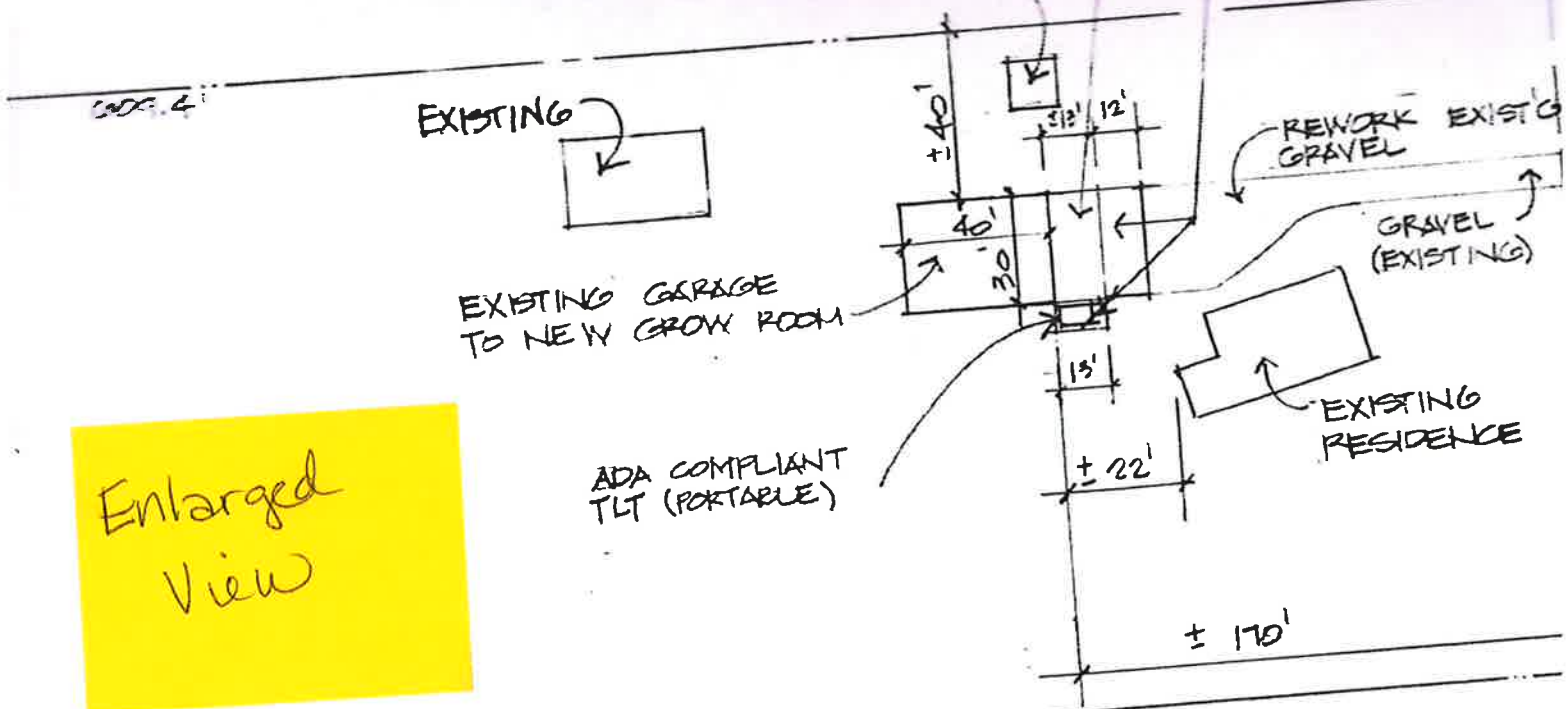 EXISTING
± 40'
12'
REWORK EXIST'G
GRAVEL
GRAVEL
(EXISTING)
40'
30'
EXISTING GARAGE
TO NEW GROW ROOM
13'
EXISTING
RESIDENCE
ADA COMPLIANT
TLT (PORTABLE)
± 22'
± 170'
Enlarged
View